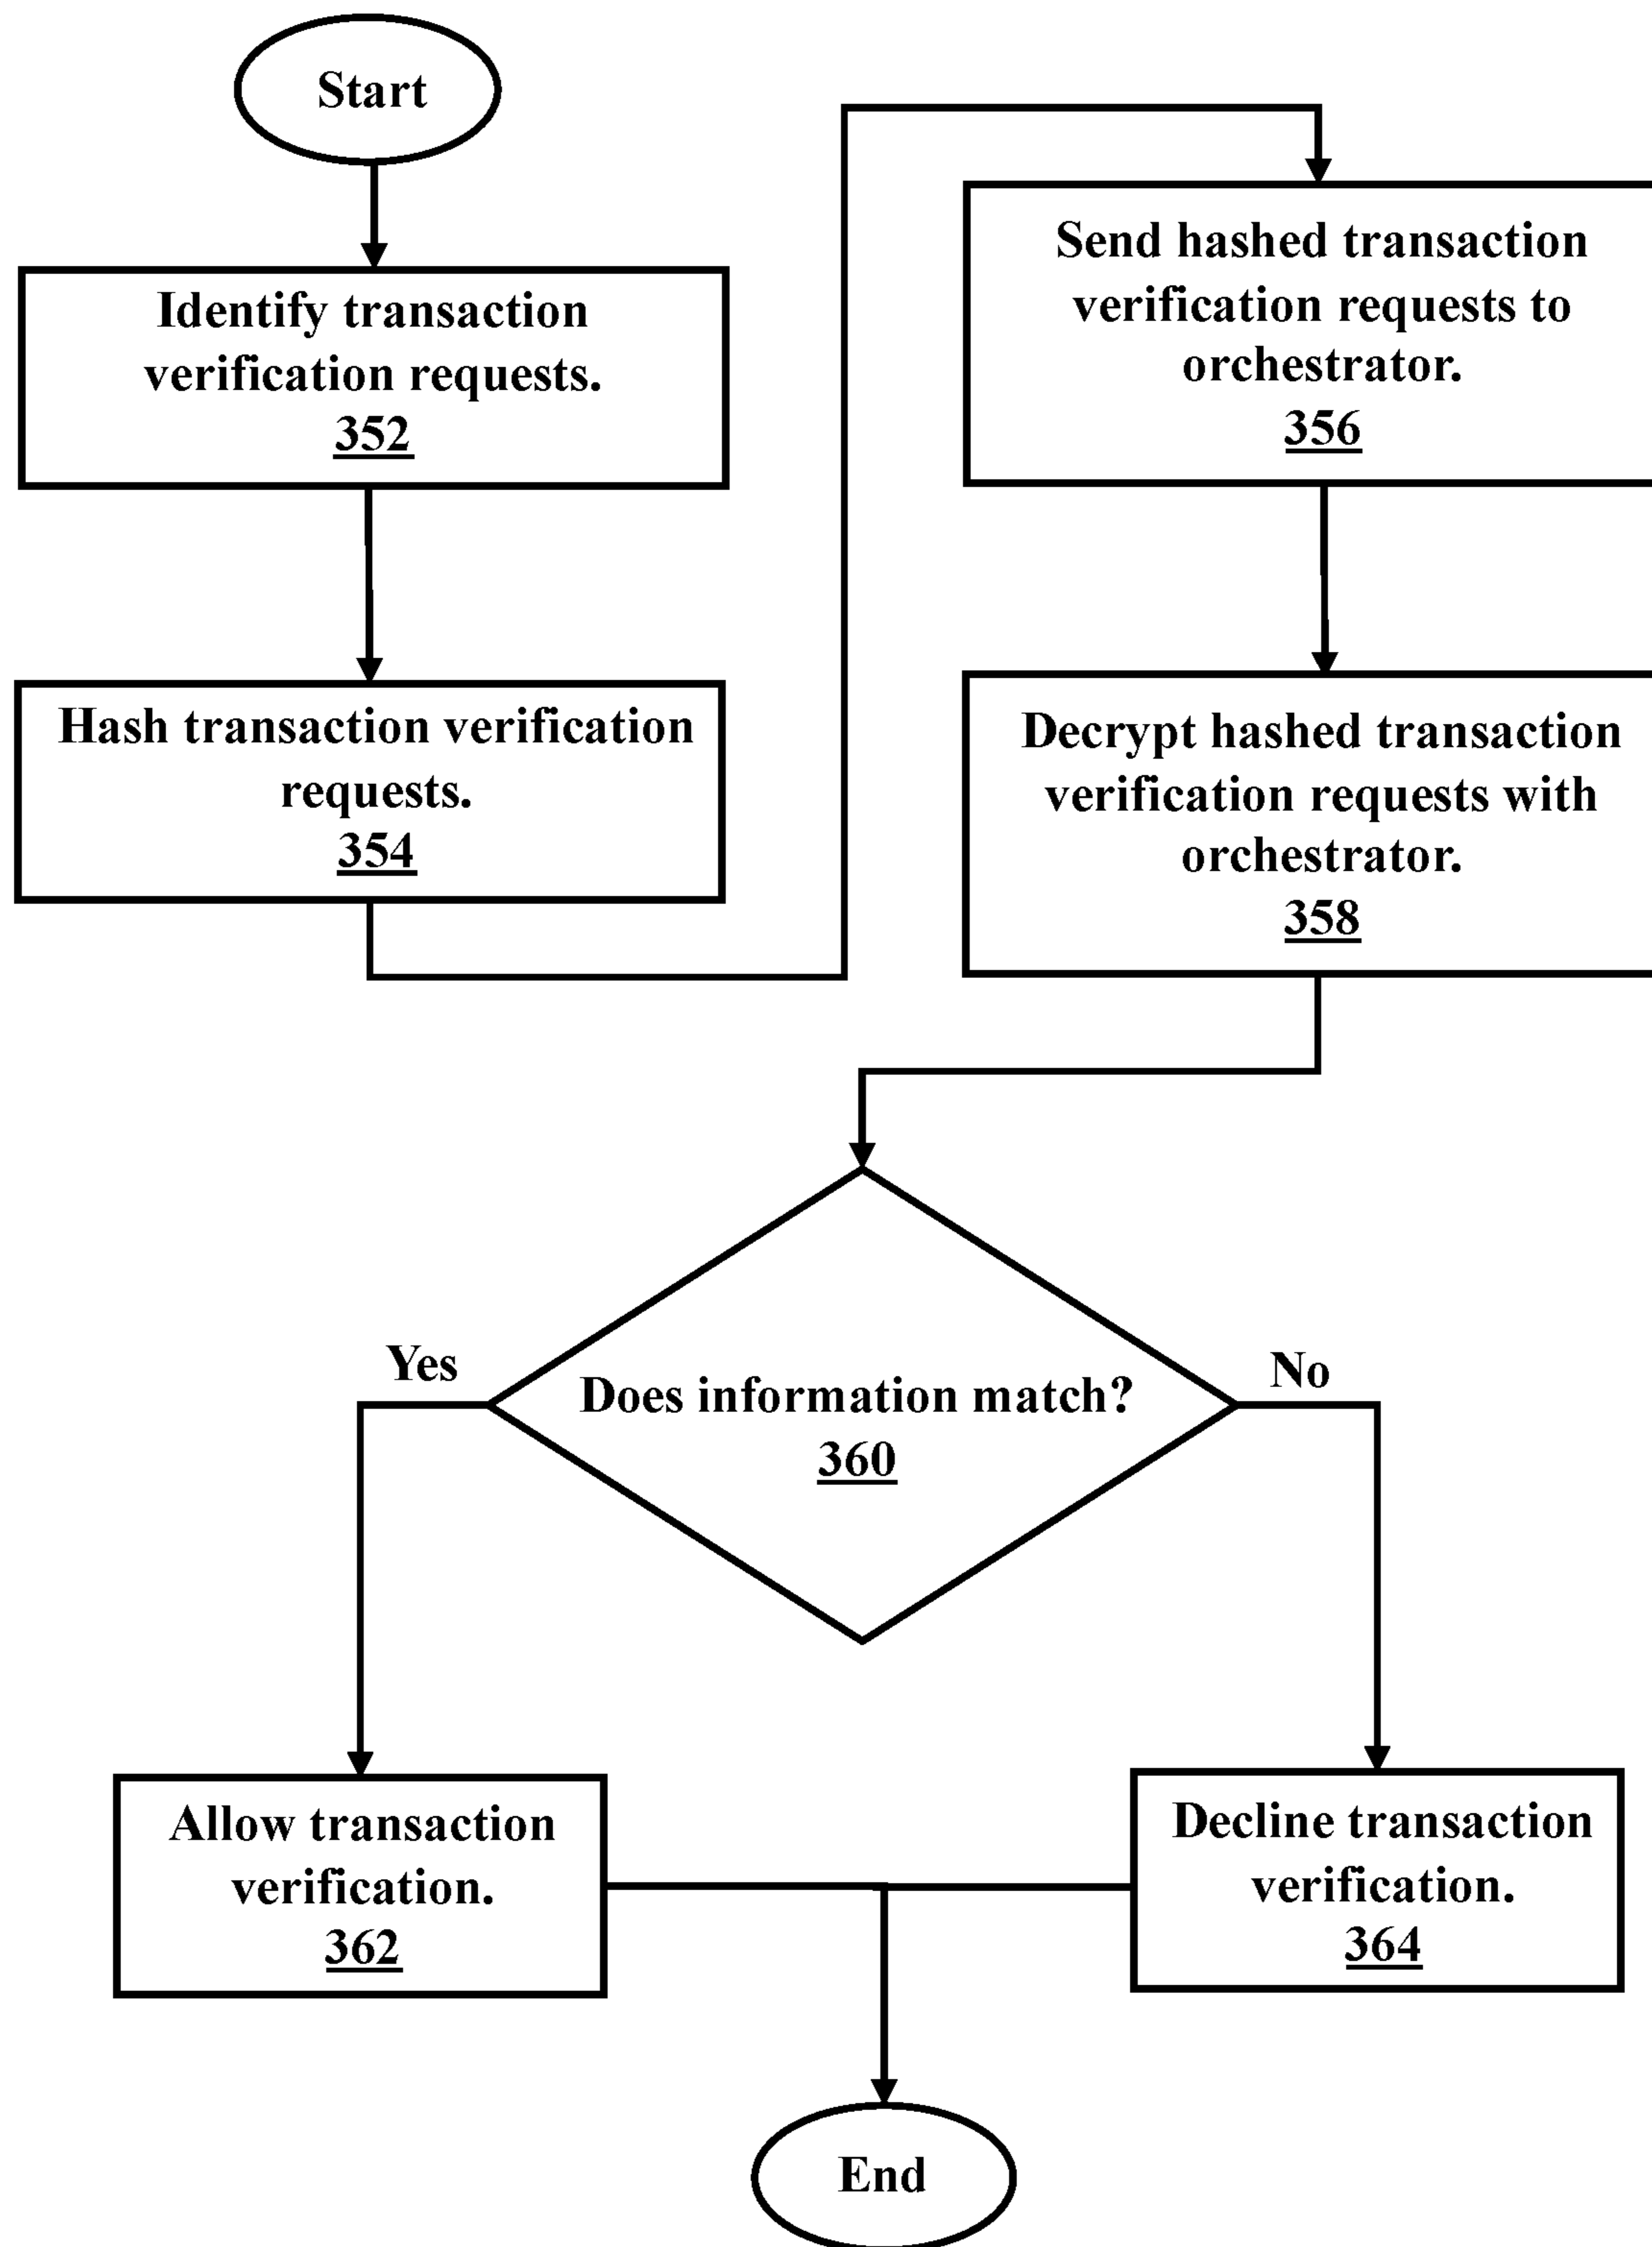 Start
Identify transaction
verification requests.
352
Hash transaction verification
requests.
354
Send hashed transaction
verification requests to
orchestrator.
356
Decrypt hashed transaction
verification requests with
orchestrator.
358
Does information match?
360
Yes
No
Allow transaction
verification.
362
Decline transaction
verification.
364
End